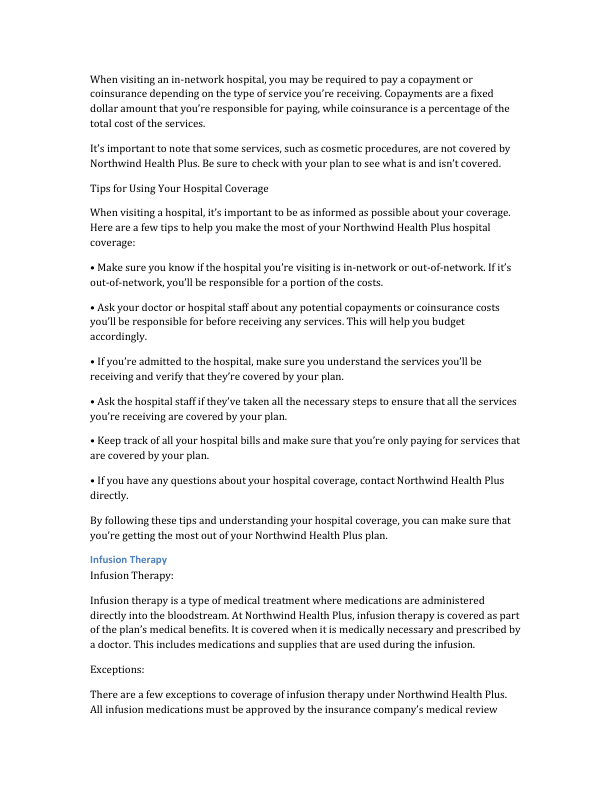 When visiting an in-network hospital, you may be required to pay a copayment or
coinsurance depending on the type of service you're receiving. Copayments are a fixed
dollar amount that you're responsible for paying, while coinsurance is a percentage of the
total cost of the services.
It's important to note that some services, such as cosmetic procedures, are not covered by
Northwind Health Plus. Be sure to check with your plan to see what is and isn't covered.
Tips for Using Your Hospital Coverage
When visiting a hospital, it's important to be as informed as possible about your coverage.
Here are a few tips to help you make the most of your Northwind Health Plus hospital
coverage:
• Make sure you know if the hospital you're visiting is in-network or out-of-network. If it's
out-of-network, you'll be responsible for a portion of the costs.
• Ask your doctor or hospital staff about any potential copayments or coinsurance costs
you'll be responsible for before receiving any services. This will help you budget
accordingly.
• If you're admitted to the hospital, make sure you understand the services you'll be
receiving and verify that they're covered by your plan.
• Ask the hospital staff if they've taken all the necessary steps to ensure that all the services
you're receiving are covered by your plan.
• Keep track of all your hospital bills and make sure that you're only paying for services that
are covered by your plan.
• If you have any questions about your hospital coverage, contact Northwind Health Plus
directly.
By following these tips and understanding your hospital coverage, you can make sure that
you're getting the most out of your Northwind Health Plus plan.
Infusion Therapy
Infusion Therapy:
Infusion therapy is a type of medical treatment where medications are administered
directly into the bloodstream. At Northwind Health Plus, infusion therapy is covered as part
of the plan's medical benefits. It is covered when it is medically necessary and prescribed by
a doctor. This includes medications and supplies that are used during the infusion.
Exceptions:
There are a few exceptions to coverage of infusion therapy under Northwind Health Plus.
All infusion medications must be approved by the insurance company's medical review